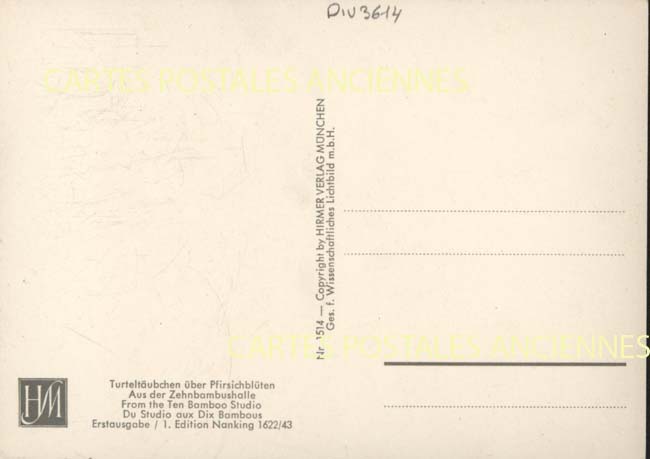 Div3614
CARTES POSTALES ANCIENNES
Nr. 1514 — Copyright by HIRMER VERLAG MÜNCHEN
Ges. f. Wissenschaftliches Lichtbild m.b.H.
CARTES POSTALES ANCIENNES
HM
Turteltäubchen über Pfirsichblüten
Aus der Zehnbambushalle
From the Ten Bamboo Studio
Du Studio aux Dix Bambous
Erstausgabe / 1. Edition Nanking 1622/43